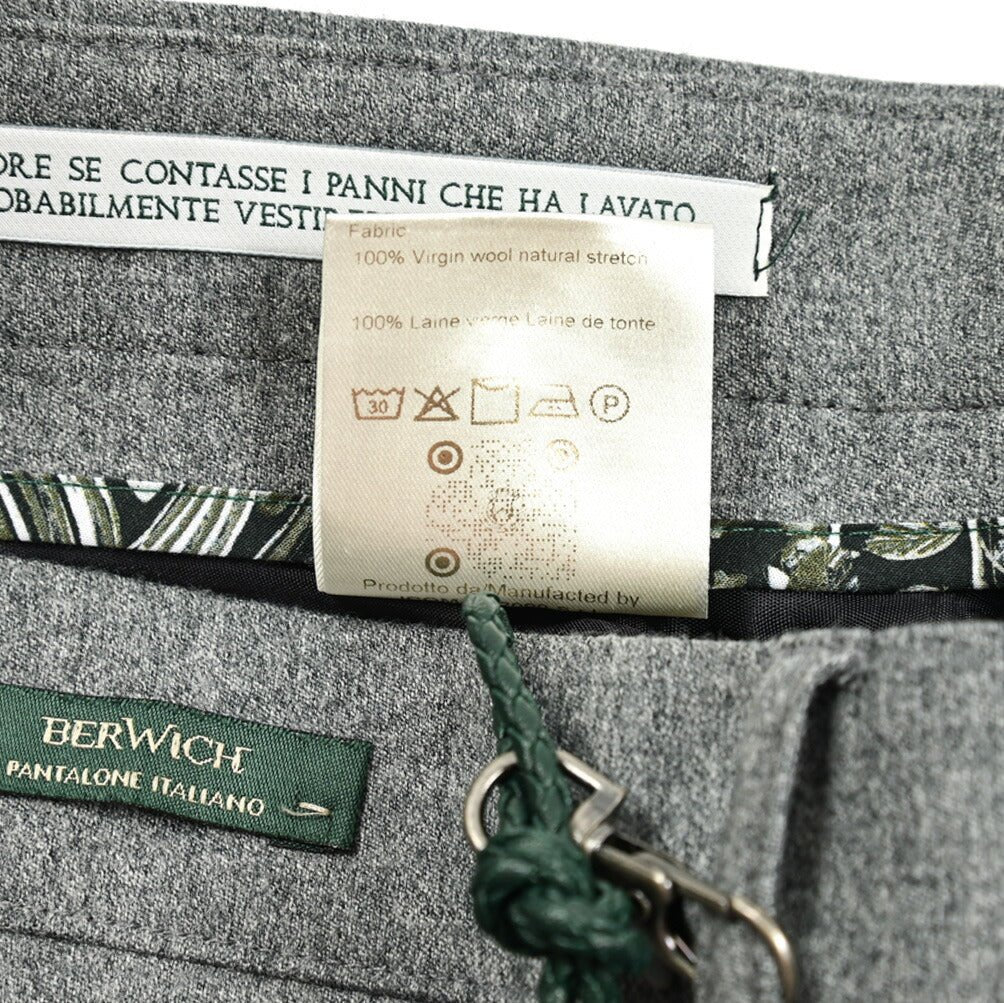 ORE SE CONTASSE I PANNI CHE HA LAVATO
OBABILMENTE
Fabric
100% Virgin wool natural stretch
100% Laine vierge Laine de tonte
30
P
Prodotto da/Manufacted by
BERWICH
PANTALONE ITALIANO